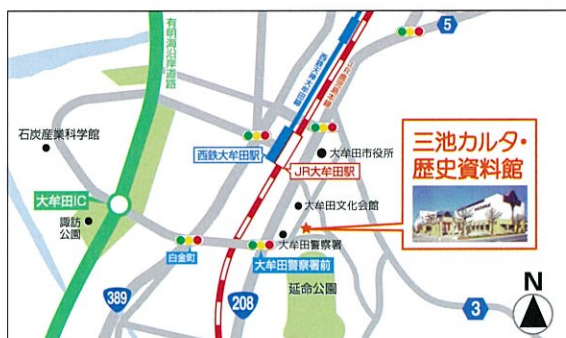 有明海沿岸道路
5
西鉄天神大牟田線
JR鹿児島本線
石炭産業科学館
西鉄大牟田駅
大牟田市役所
JR大牟田駅
三池カルタ・
歴史資料館
大牟田IC
諏訪
公園
大牟田文化会館
大牟田警察署
白金町
大牟田警察署前
延命公園
389
208
3
N